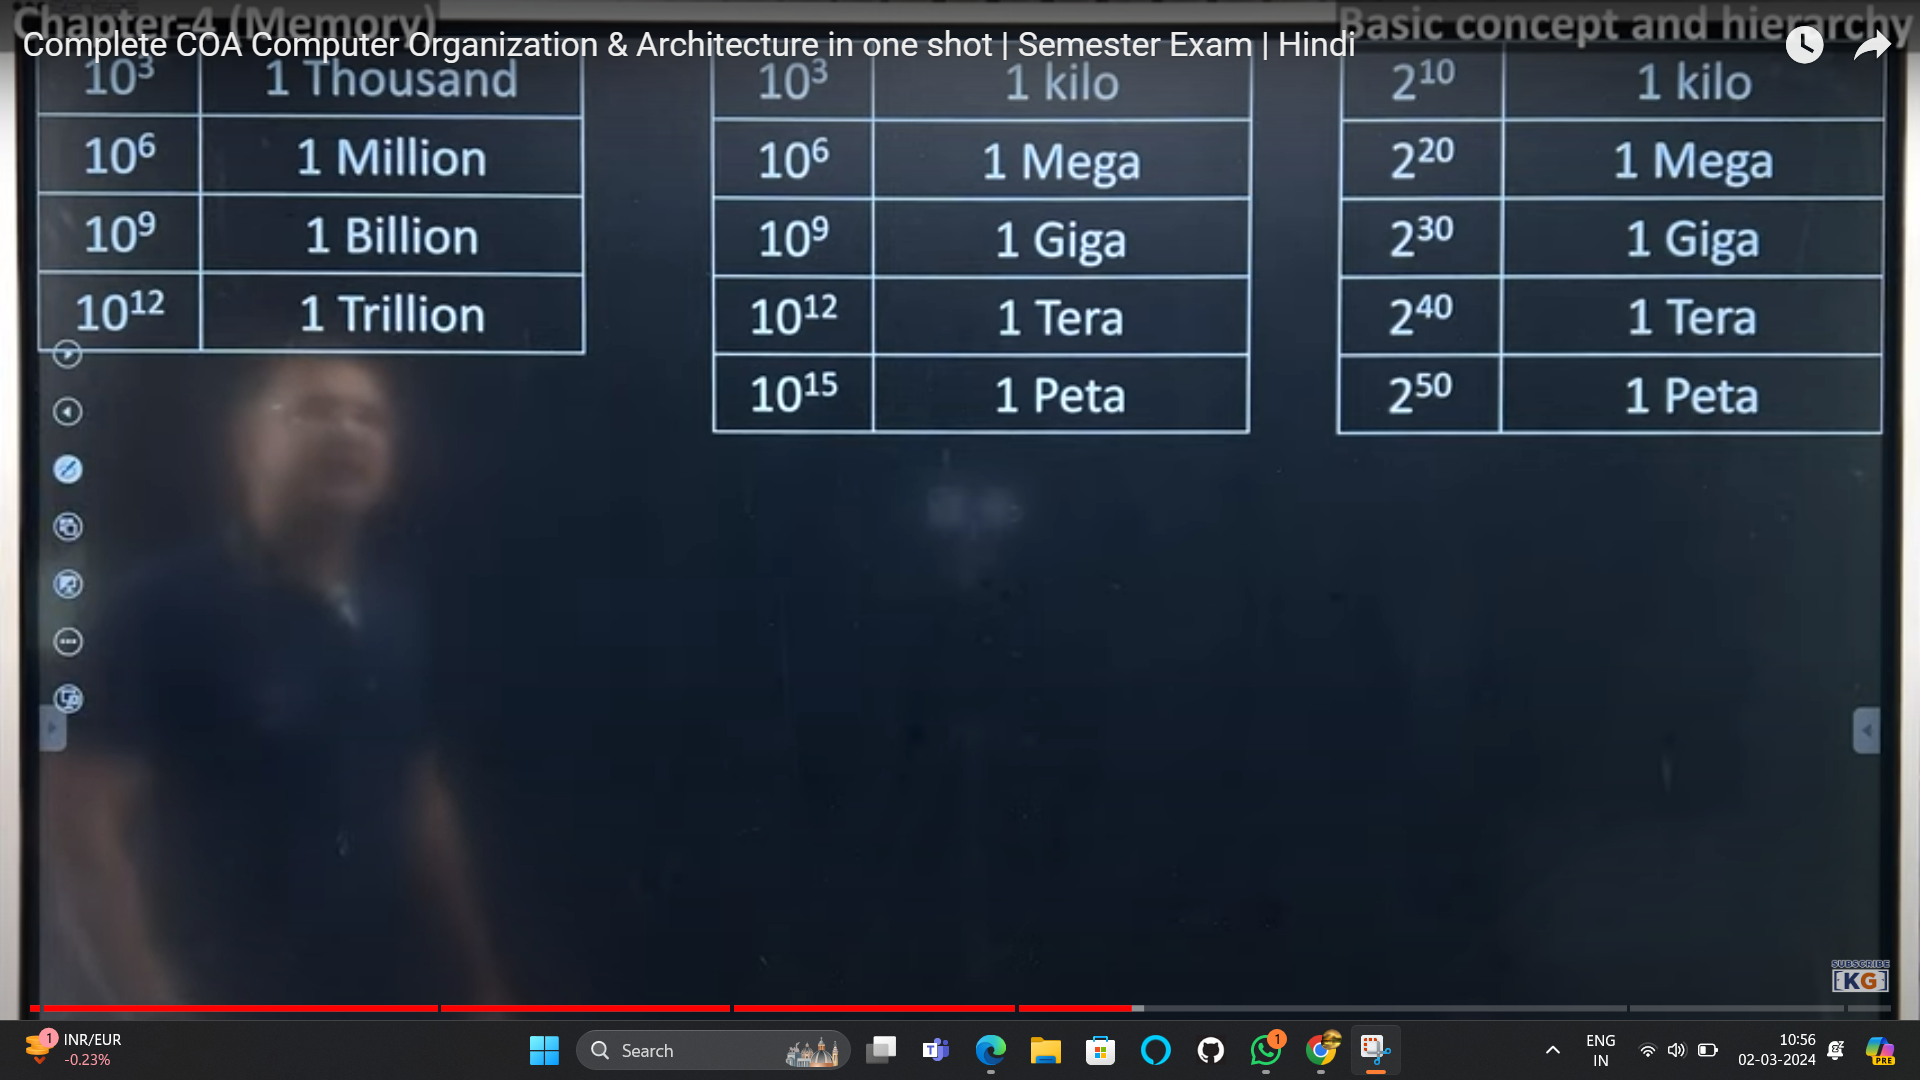 Chapter-4 (Memory)
Basic concept and hierarchy
Complete COA Computer Organization & Architecture in one shot | Semester Exam | Hindi
10³ 1 Thousand
10⁶ 1 Million
10⁹ 1 Billion
10¹² 1 Trillion
10³ 1 kilo
10⁶ 1 Mega
10⁹ 1 Giga
10¹² 1 Tera
10¹⁵ 1 Peta
2¹⁰ 1 kilo
2²⁰ 1 Mega
2³⁰ 1 Giga
2⁴⁰ 1 Tera
2⁵⁰ 1 Peta
SUBSCRIBE
[KG]
1
INR/EUR
-0.23%
Search
T
1
ENG
IN
10:56
02-03-2024
PRE